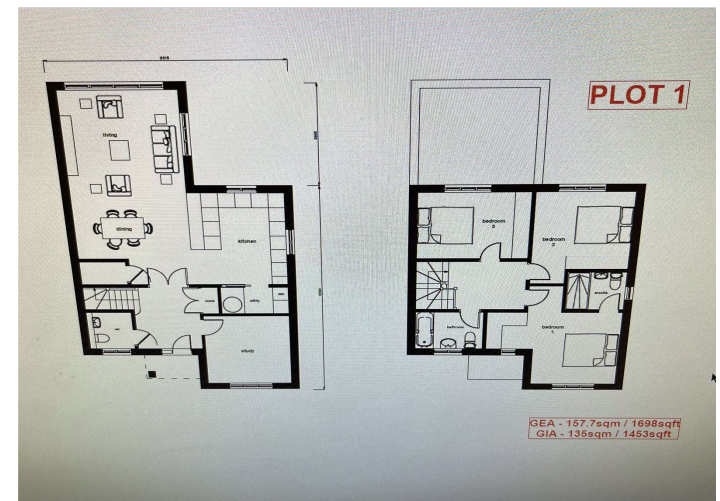 PLOT 1
living
dining
kitchen
utility
study
bedroom
3
bedroom
2
ensuite
bathroom
bedroom
1
GEA - 157.7sqm / 1698sqft
GIA - 135sqm / 1453sqft